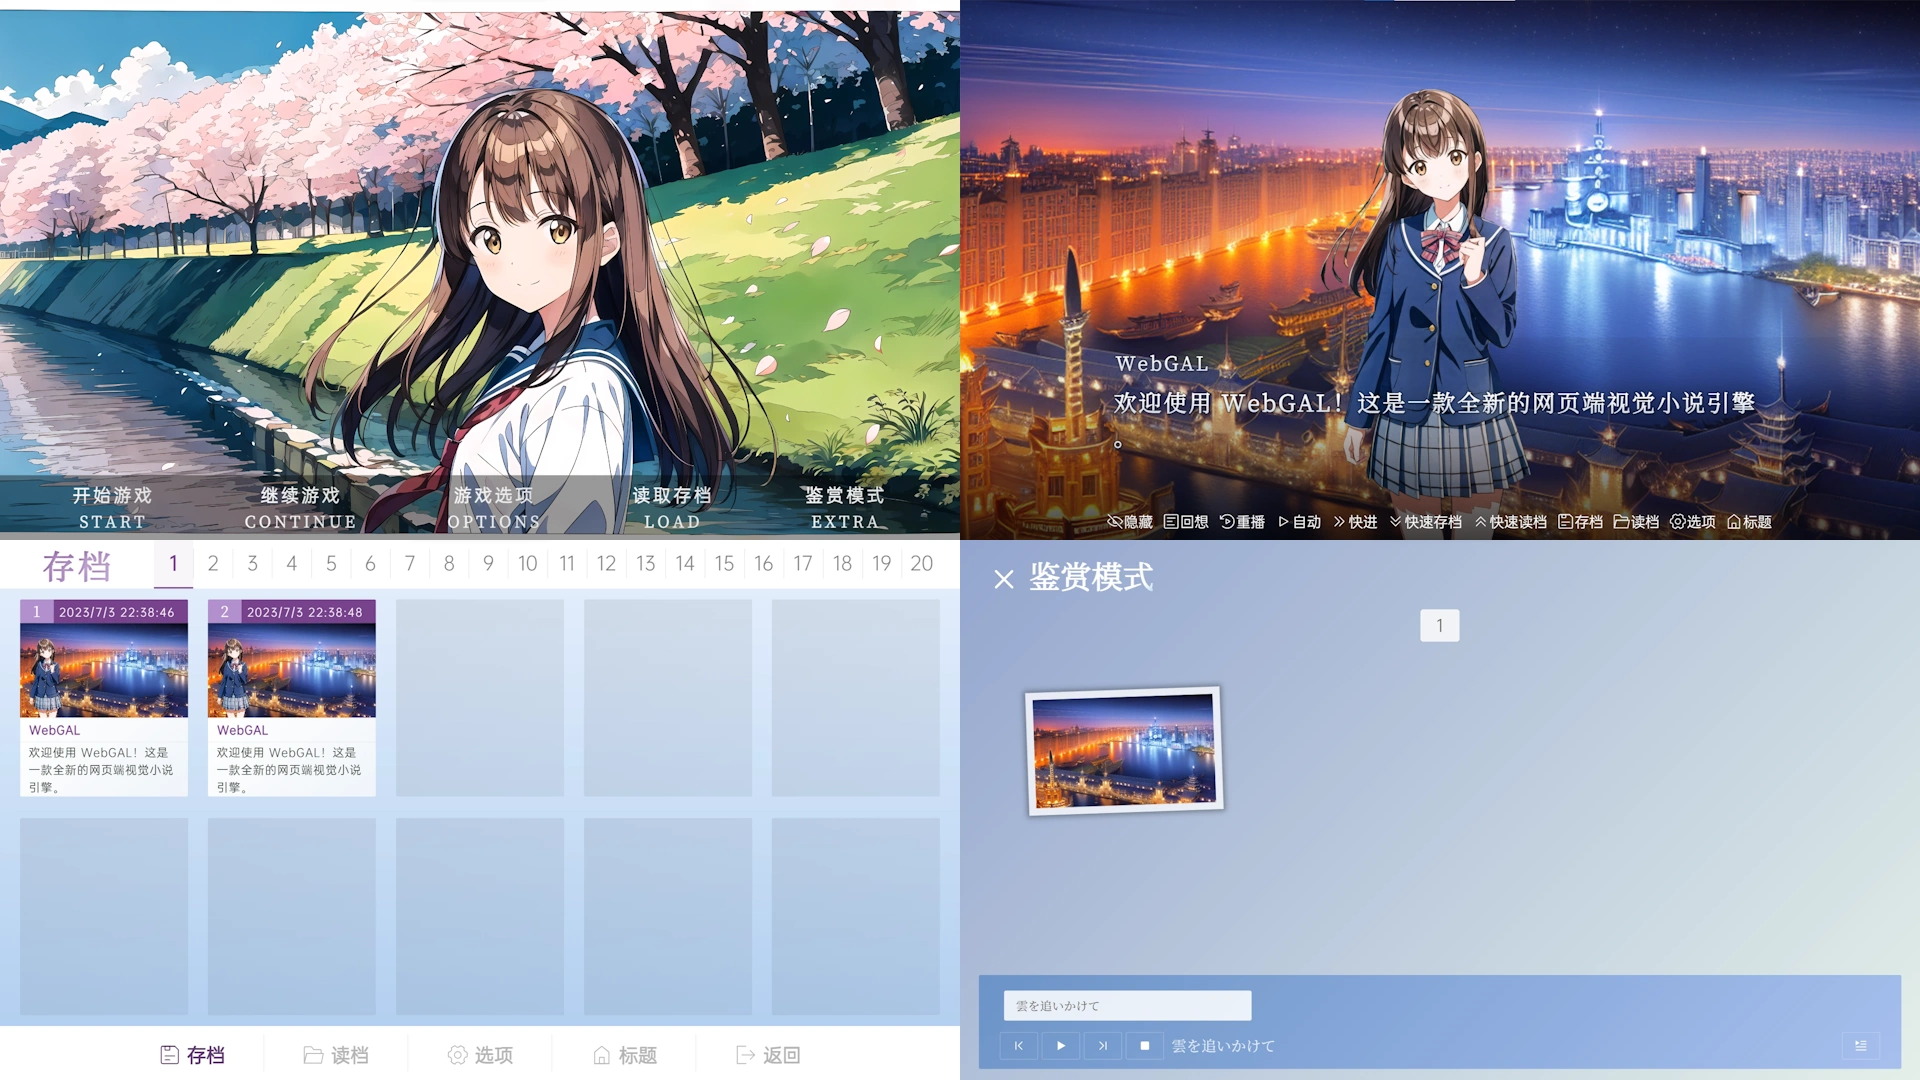 开始游戏
START
继续游戏
CONTINUE
游戏选项
OPTIONS
读取存档
LOAD
鉴赏模式
EXTRA
WebGAL
欢迎使用 WebGAL！这是一款全新的网页端视觉小说引擎
。
隐藏 回想 重播 自动 快进 快速存档 快速读档 存档 读档 选项 标题
存档 1 2 3 4 5 6 7 8 9 10 11 12 13 14 15 16 17 18 19 20
1 2023/7/3 22:38:46
WebGAL
欢迎使用 WebGAL！这是
一款全新的网页端视觉小说
引擎。
2 2023/7/3 22:38:48
WebGAL
欢迎使用 WebGAL！这是
一款全新的网页端视觉小说
引擎。
存档 读档 选项 标题 返回
鉴赏模式
1
雲を追いかけて
雲を追いかけて